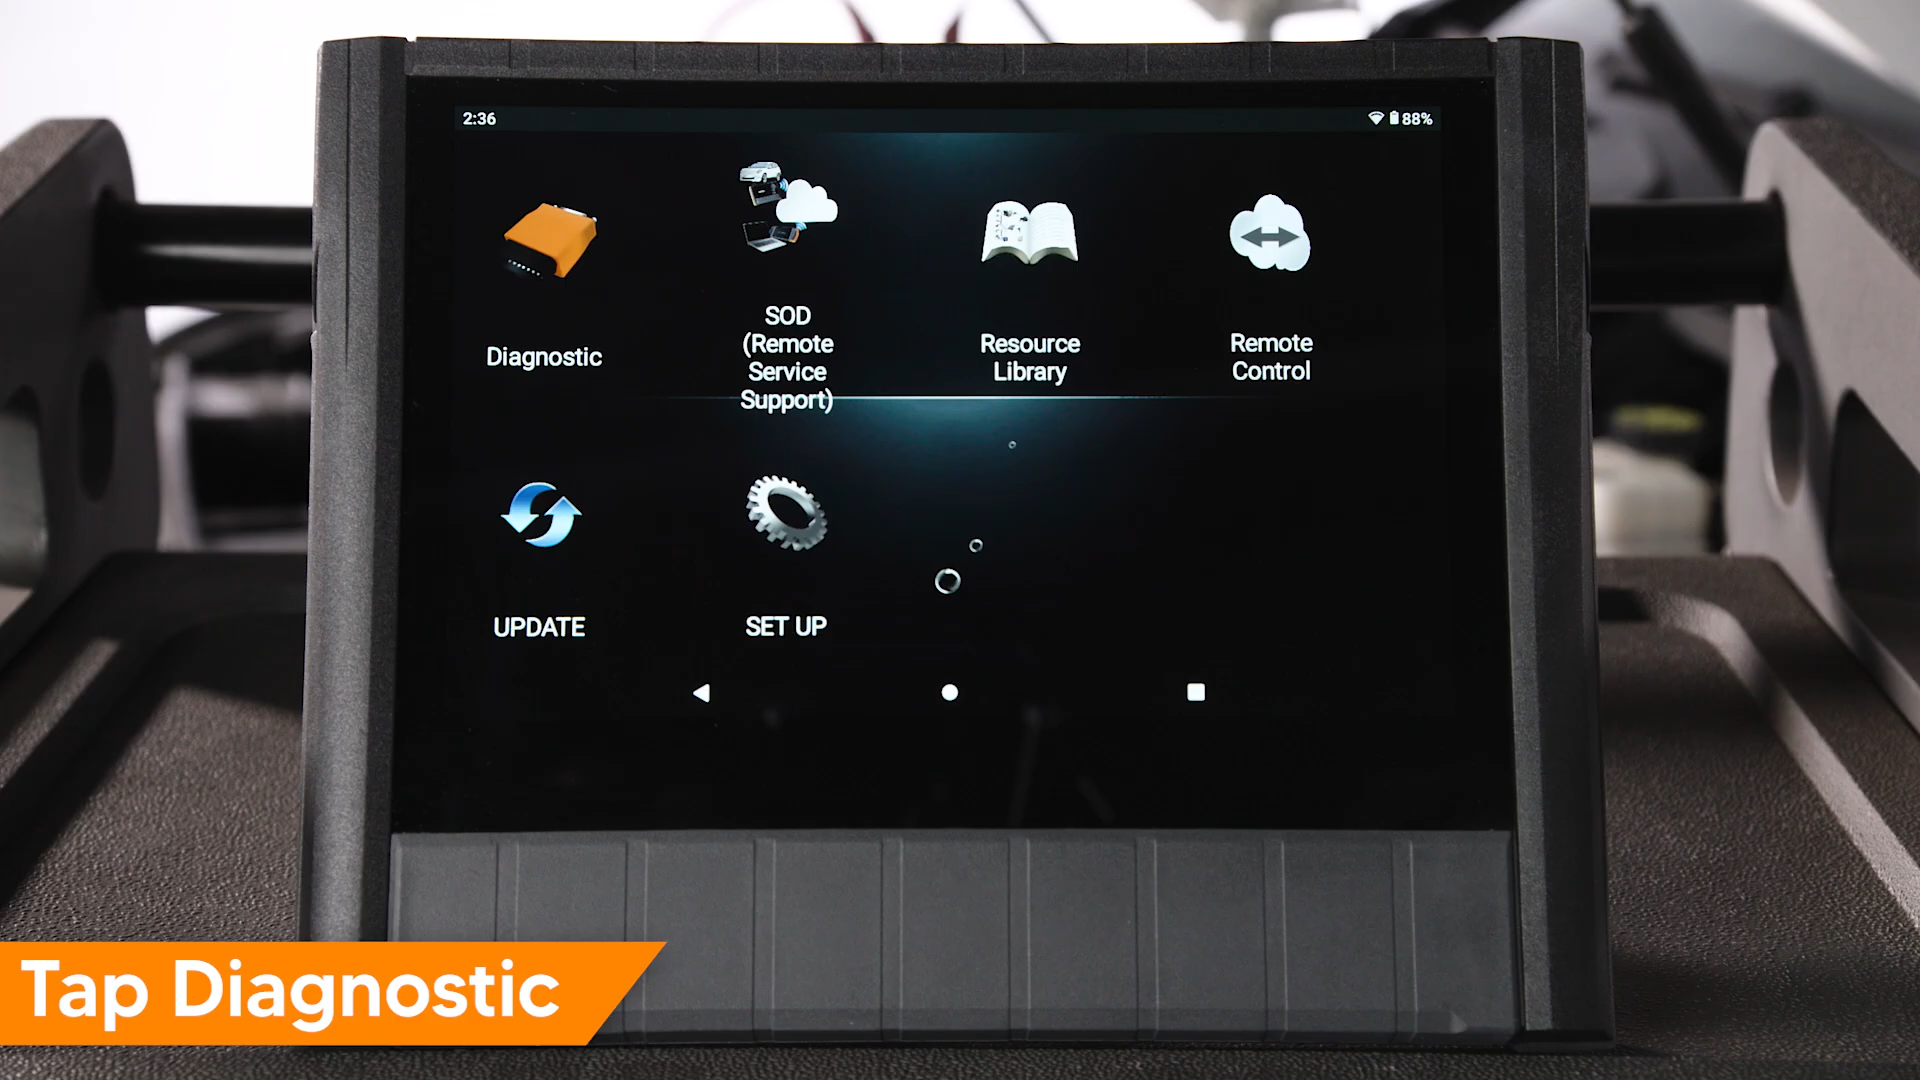 2:36
88%
Diagnostic
SOD
(Remote
Service
Support)
Resource
Library
Remote
Control
UPDATE
SET UP
Tap Diagnostic